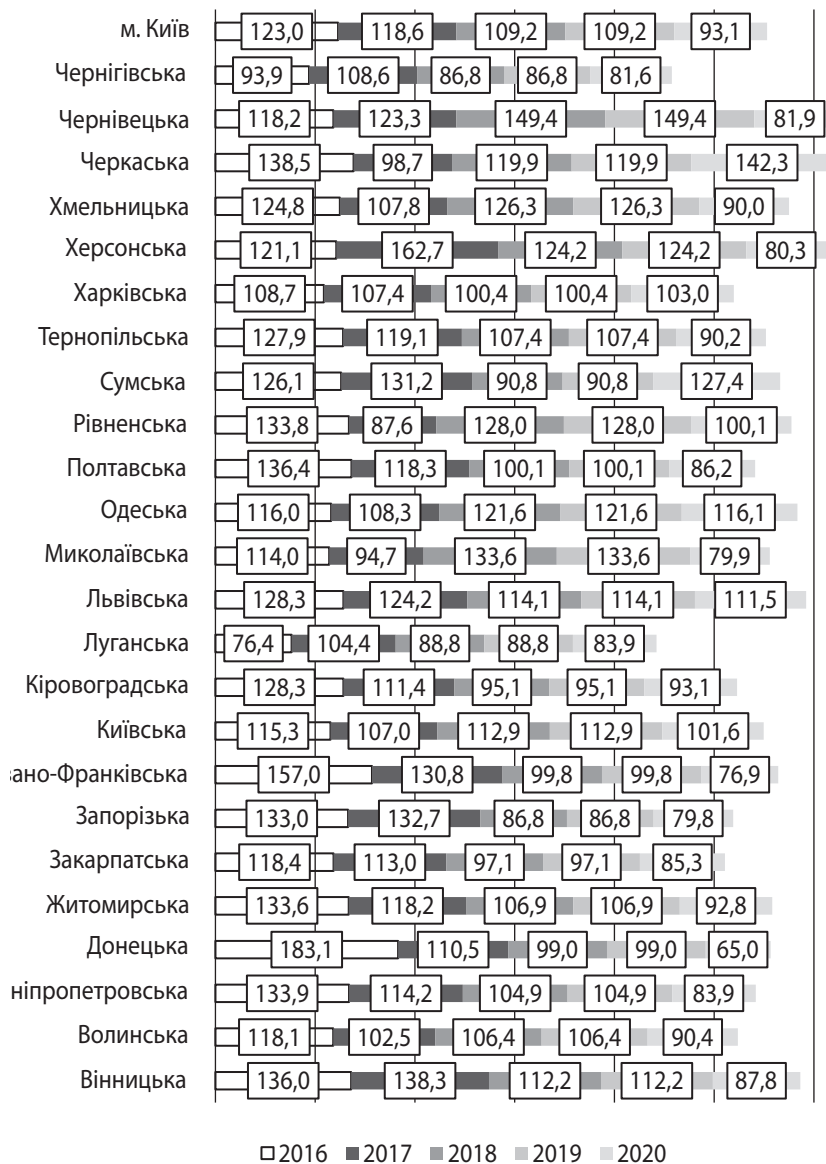 м. Київ 123,0 118,6 109,2 109,2 93,1
Чернігівська 93,9 108,6 86,8 86,8 81,6
Чернівецька 118,2 123,3 149,4 149,4 81,9
Черкаська 138,5 98,7 119,9 119,9 142,3
Хмельницька 124,8 107,8 126,3 126,3 90,0
Херсонська 121,1 162,7 124,2 124,2 80,3
Харківська 108,7 107,4 100,4 100,4 103,0
Тернопільська 127,9 119,1 107,4 107,4 90,2
Сумська 126,1 131,2 90,8 90,8 127,4
Рівненська 133,8 87,6 128,0 128,0 100,1
Полтавська 136,4 118,3 100,1 100,1 86,2
Одеська 116,0 108,3 121,6 121,6 116,1
Миколаївська 114,0 94,7 133,6 133,6 79,9
Львівська 128,3 124,2 114,1 114,1 111,5
Луганська 76,4 104,4 88,8 88,8 83,9
Кіровоградська 128,3 111,4 95,1 95,1 93,1
Київська 115,3 107,0 112,9 112,9 101,6
вано-Франківська 157,0 130,8 99,8 99,8 76,9
Запорізька 133,0 132,7 86,8 86,8 79,8
Закарпатська 118,4 113,0 97,1 97,1 85,3
Житомирська 133,6 118,2 106,9 106,9 92,8
Донецька 183,1 110,5 99,0 99,0 65,0
ніпропетровська 133,9 114,2 104,9 104,9 83,9
Волинська 118,1 102,5 106,4 106,4 90,4
Вінницька 136,0 138,3 112,2 112,2 87,8
2016 2017 2018 2019 2020